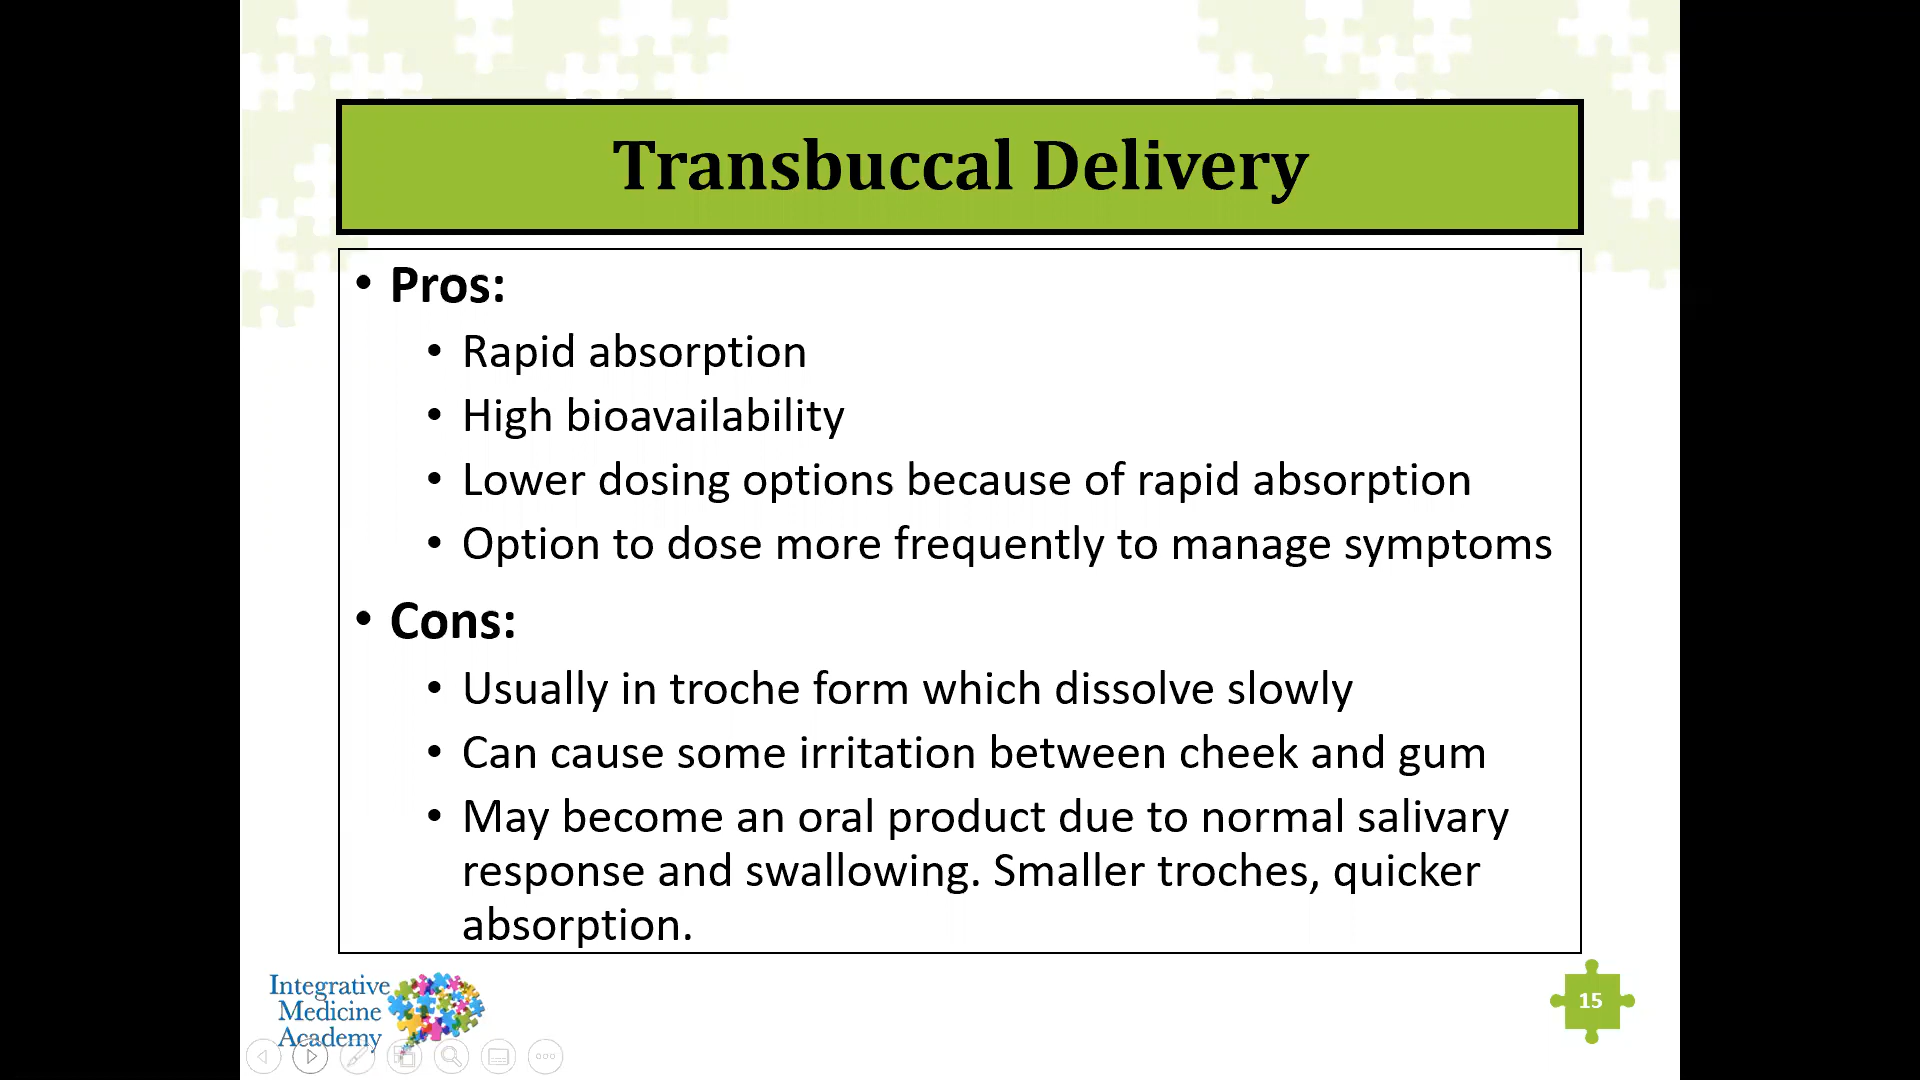 Transbuccal Delivery
• Pros:
• Rapid absorption
• High bioavailability
• Lower dosing options because of rapid absorption
• Option to dose more frequently to manage symptoms
• Cons:
• Usually in troche form which dissolve slowly
• Can cause some irritation between cheek and gum
• May become an oral product due to normal salivary
response and swallowing. Smaller troches, quicker
absorption.
Integrative
Medicine
Academy
15